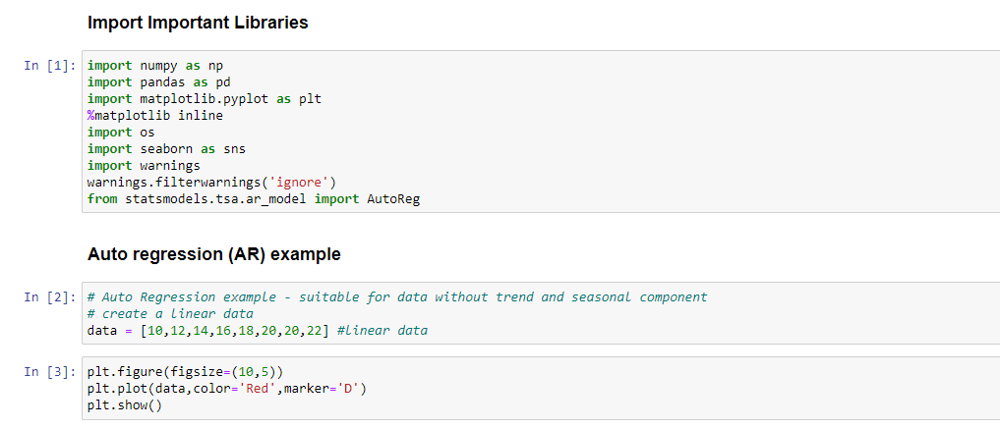 Import Important Libraries
In [1]: import numpy as np
import pandas as pd
import matplotlib.pyplot as plt
%matplotlib inline
import os
import seaborn as sns
import warnings
warnings.filterwarnings('ignore')
from statsmodels.tsa.ar_model import AutoReg
Auto regression (AR) example
In [2]: # Auto Regression example - suitable for data without trend and seasonal component
# create a linear data
data = [10,12,14,16,18,20,20,22] #linear data
In [3]: plt.figure(figsize=(10,5))
plt.plot(data,color='Red',marker='D')
plt.show()